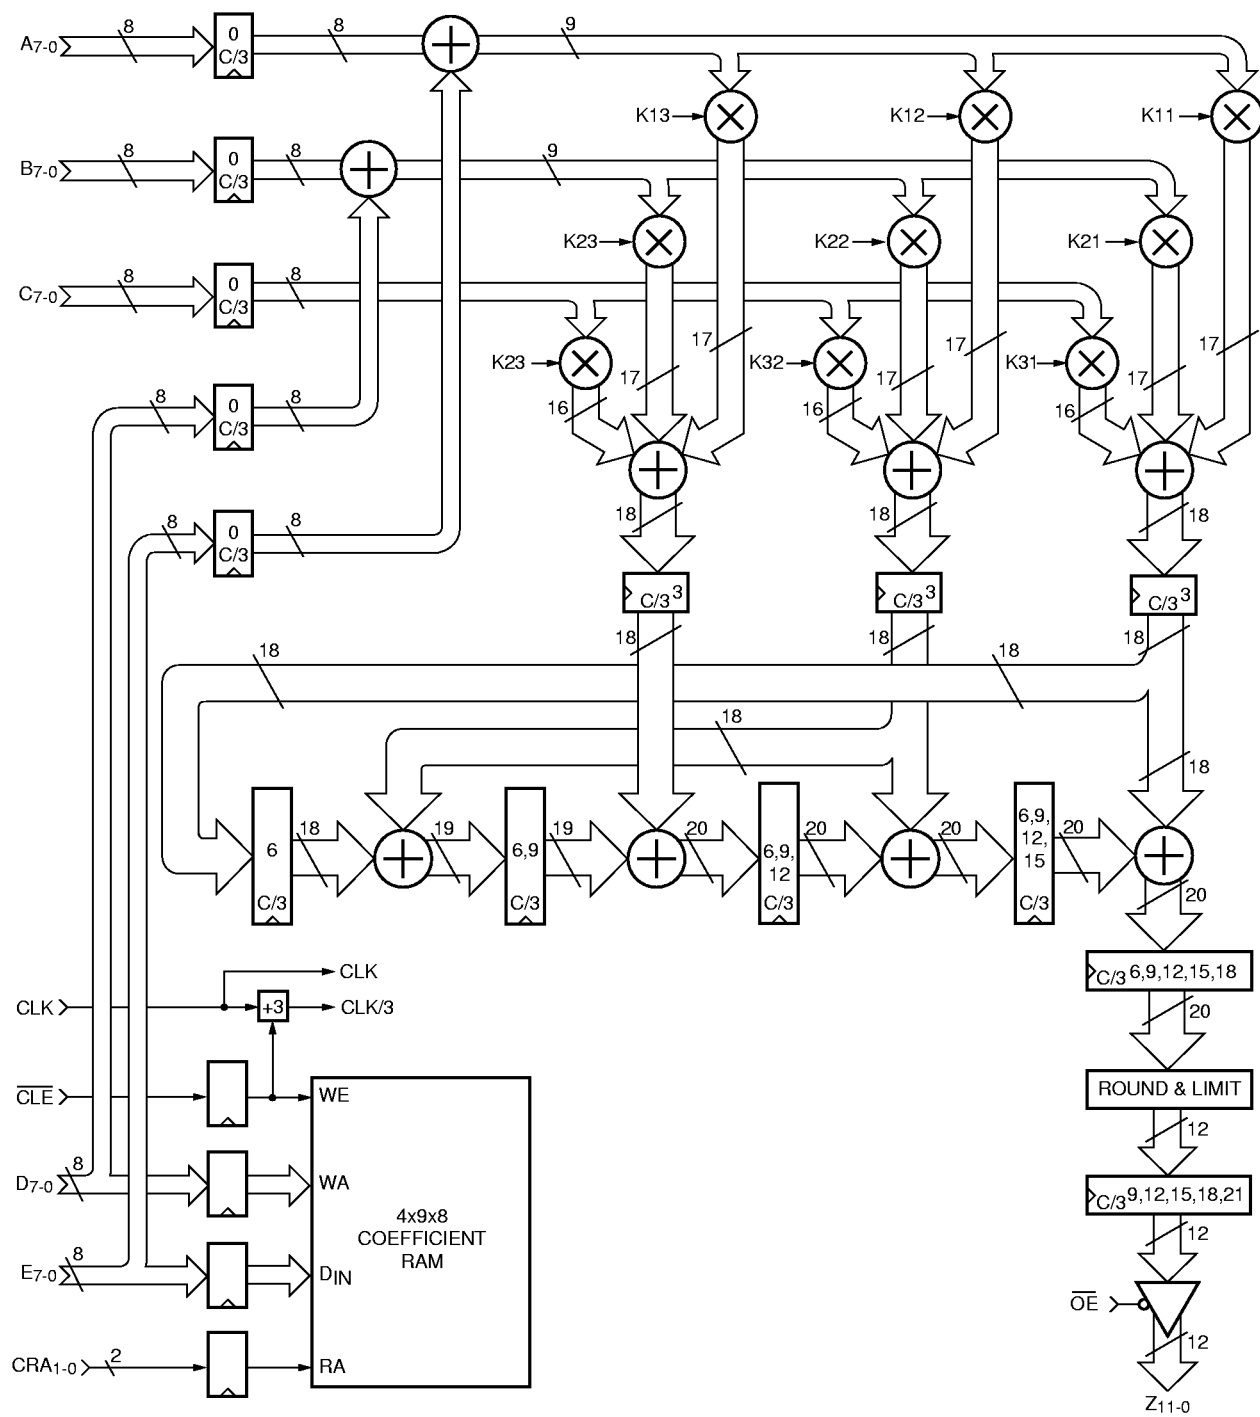 A7-0
8
0
C/3
8
9
K13
K12
K11
B7-0
8
0
C/3
8
9
K23
K22
K21
C7-0
8
0
C/3
8
K23
K32
K31
17
17
17
17
17
17
16
16
16
8
0
C/3
8
8
0
C/3
8
18
18
18
C/3 3
C/3 3
C/3 3
18
18
18
18
18
18
18
6
C/3
18
19
6,9
C/3
19
20
6,9,
12
C/3
20
20
6,9,
12,
15
C/3
20
20
C/3 6,9,12,15,18
20
CLK
CLK
+3
CLK/3
CLE
WE
D7-0
8
WA
E7-0
8
DIN
CRA1-0
2
RA
4x9x8
COEFFICIENT
RAM
ROUND & LIMIT
12
C/3 9,12,15,18,21
12
OE
12
Z11-0